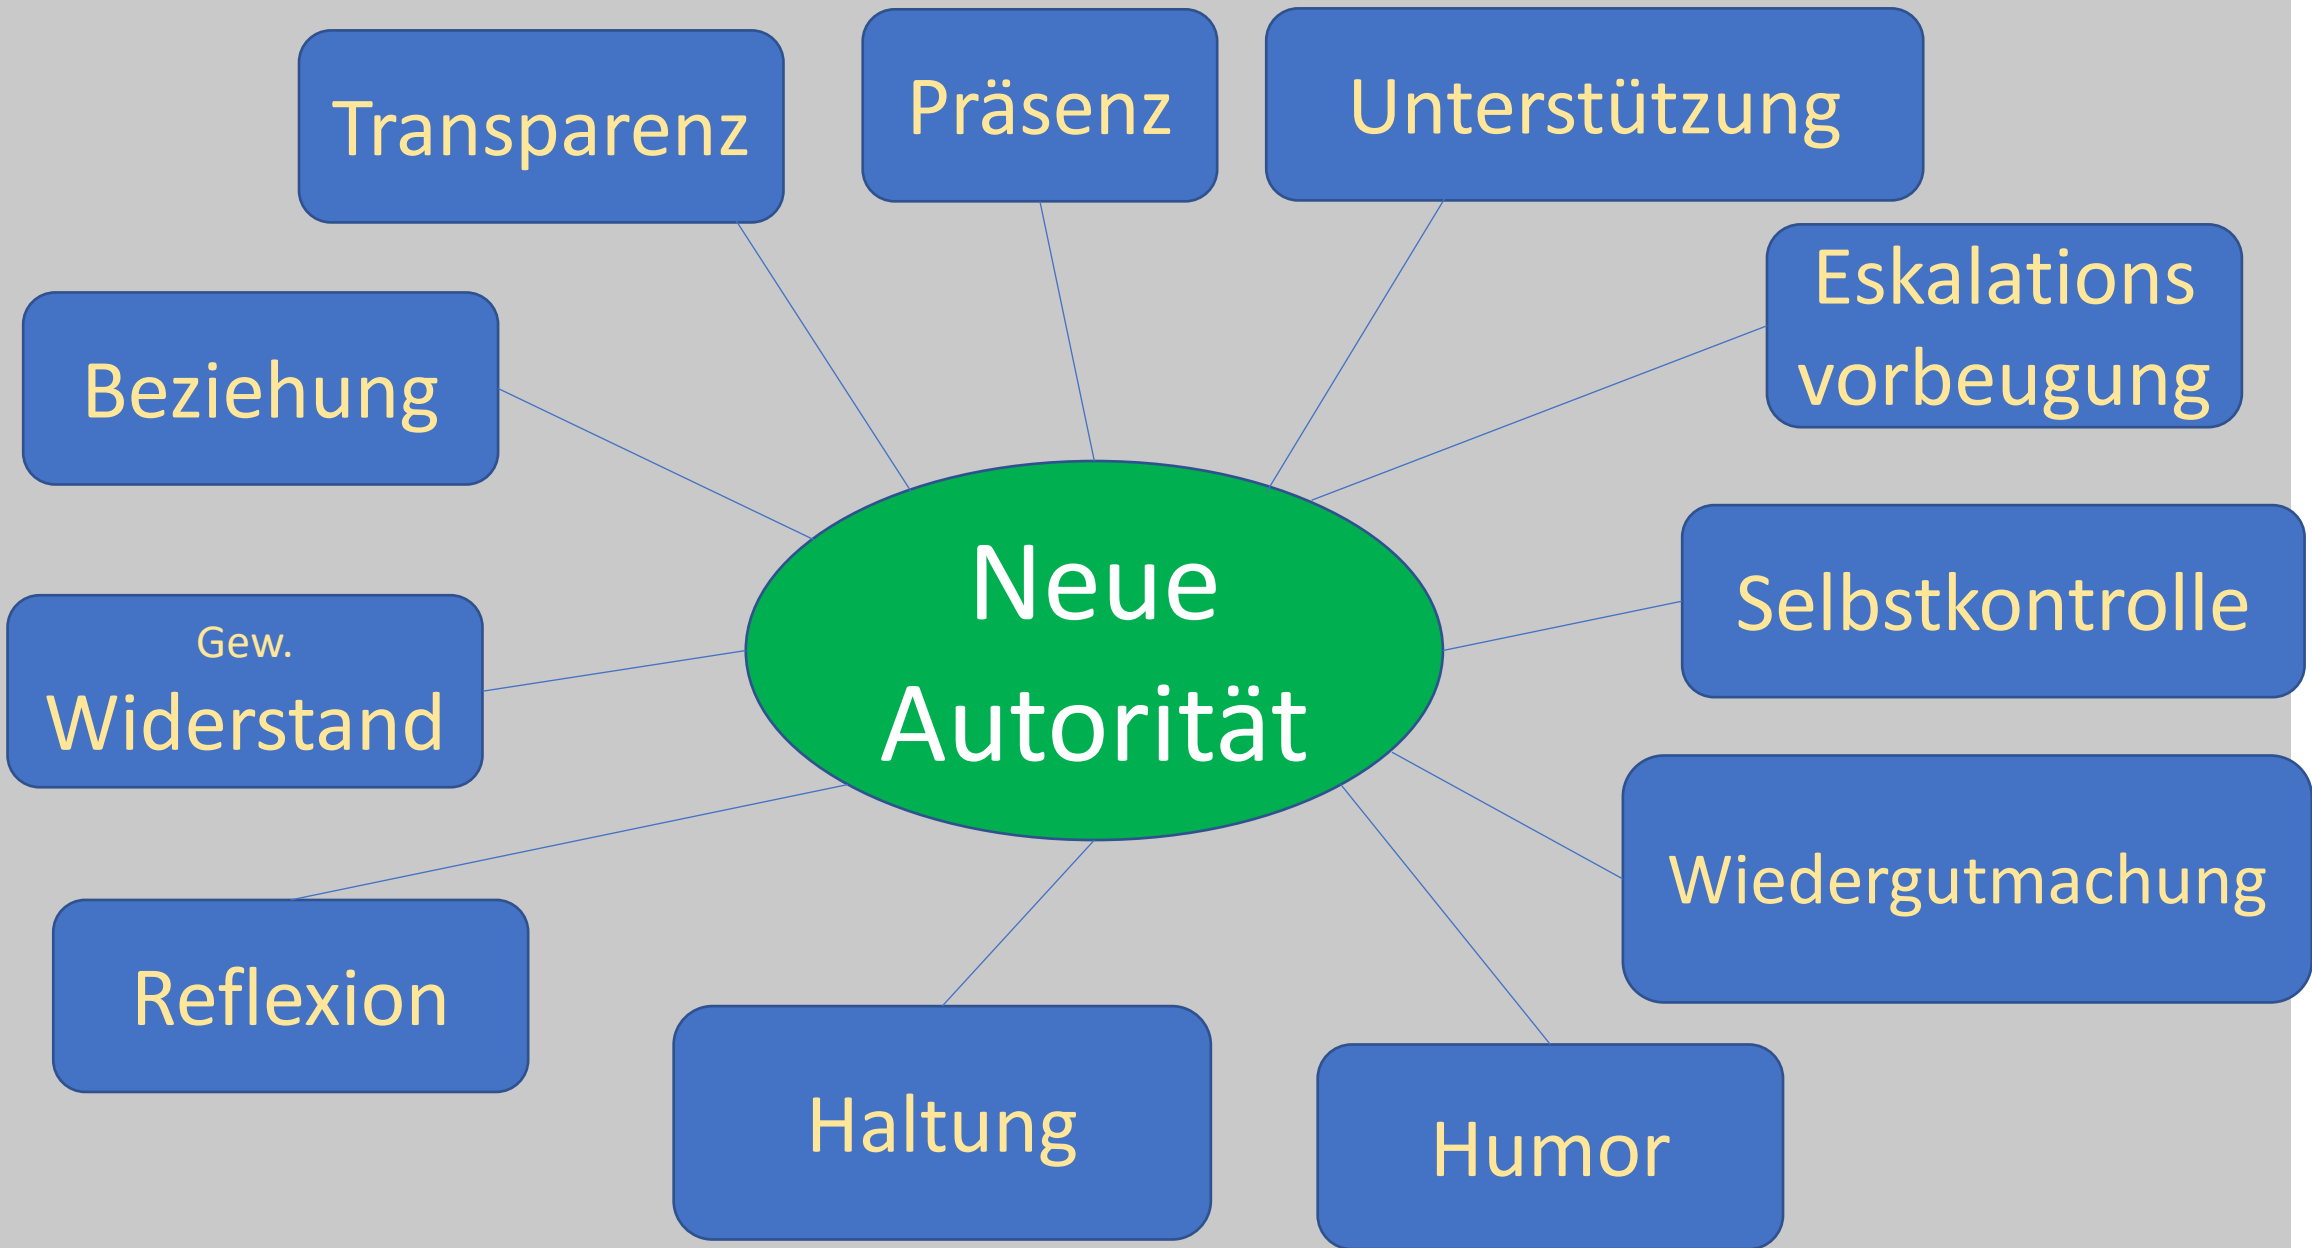 Transparenz
Präsenz
Unterstützung
Eskalations
vorbeugung
Beziehung
Neue
Autorität
Selbstkontrolle
Gew.
Widerstand
Wiedergutmachung
Reflexion
Haltung
Humor